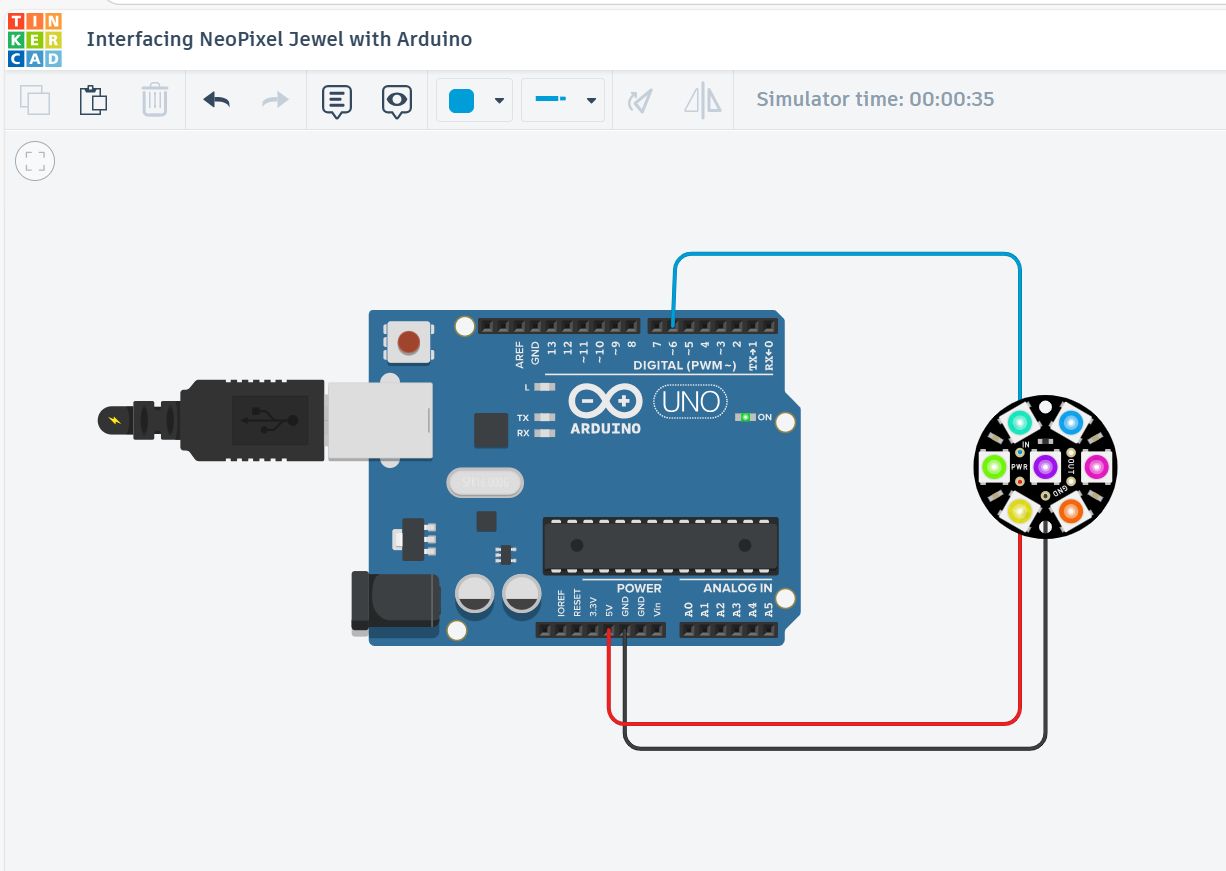 TIN
KER
CAD
Interfacing NeoPixel Jewel with Arduino
Simulator time: 00:00:35
AREF
GND
13
12
~11
~10
~9
8
7
~6
~5
4
~3
2
TX→1
RX←0
DIGITAL (PWM~)
L
TX
RX
UNO
ARDUINO
ON
IN
PWR
OUT
GND
POWER
ANALOG IN
IOREF
RESET
3.3V
5V
GND
GND
Vin
A0
A1
A2
A3
A4
A5